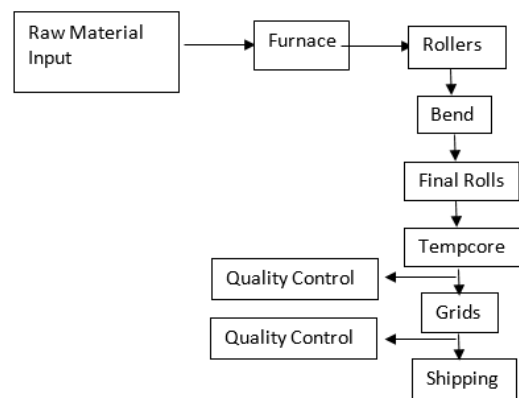 Raw Material
Input
Furnace
Rollers
Bend
Final Rolls
Tempcore
Quality Control
Grids
Quality Control
Shipping